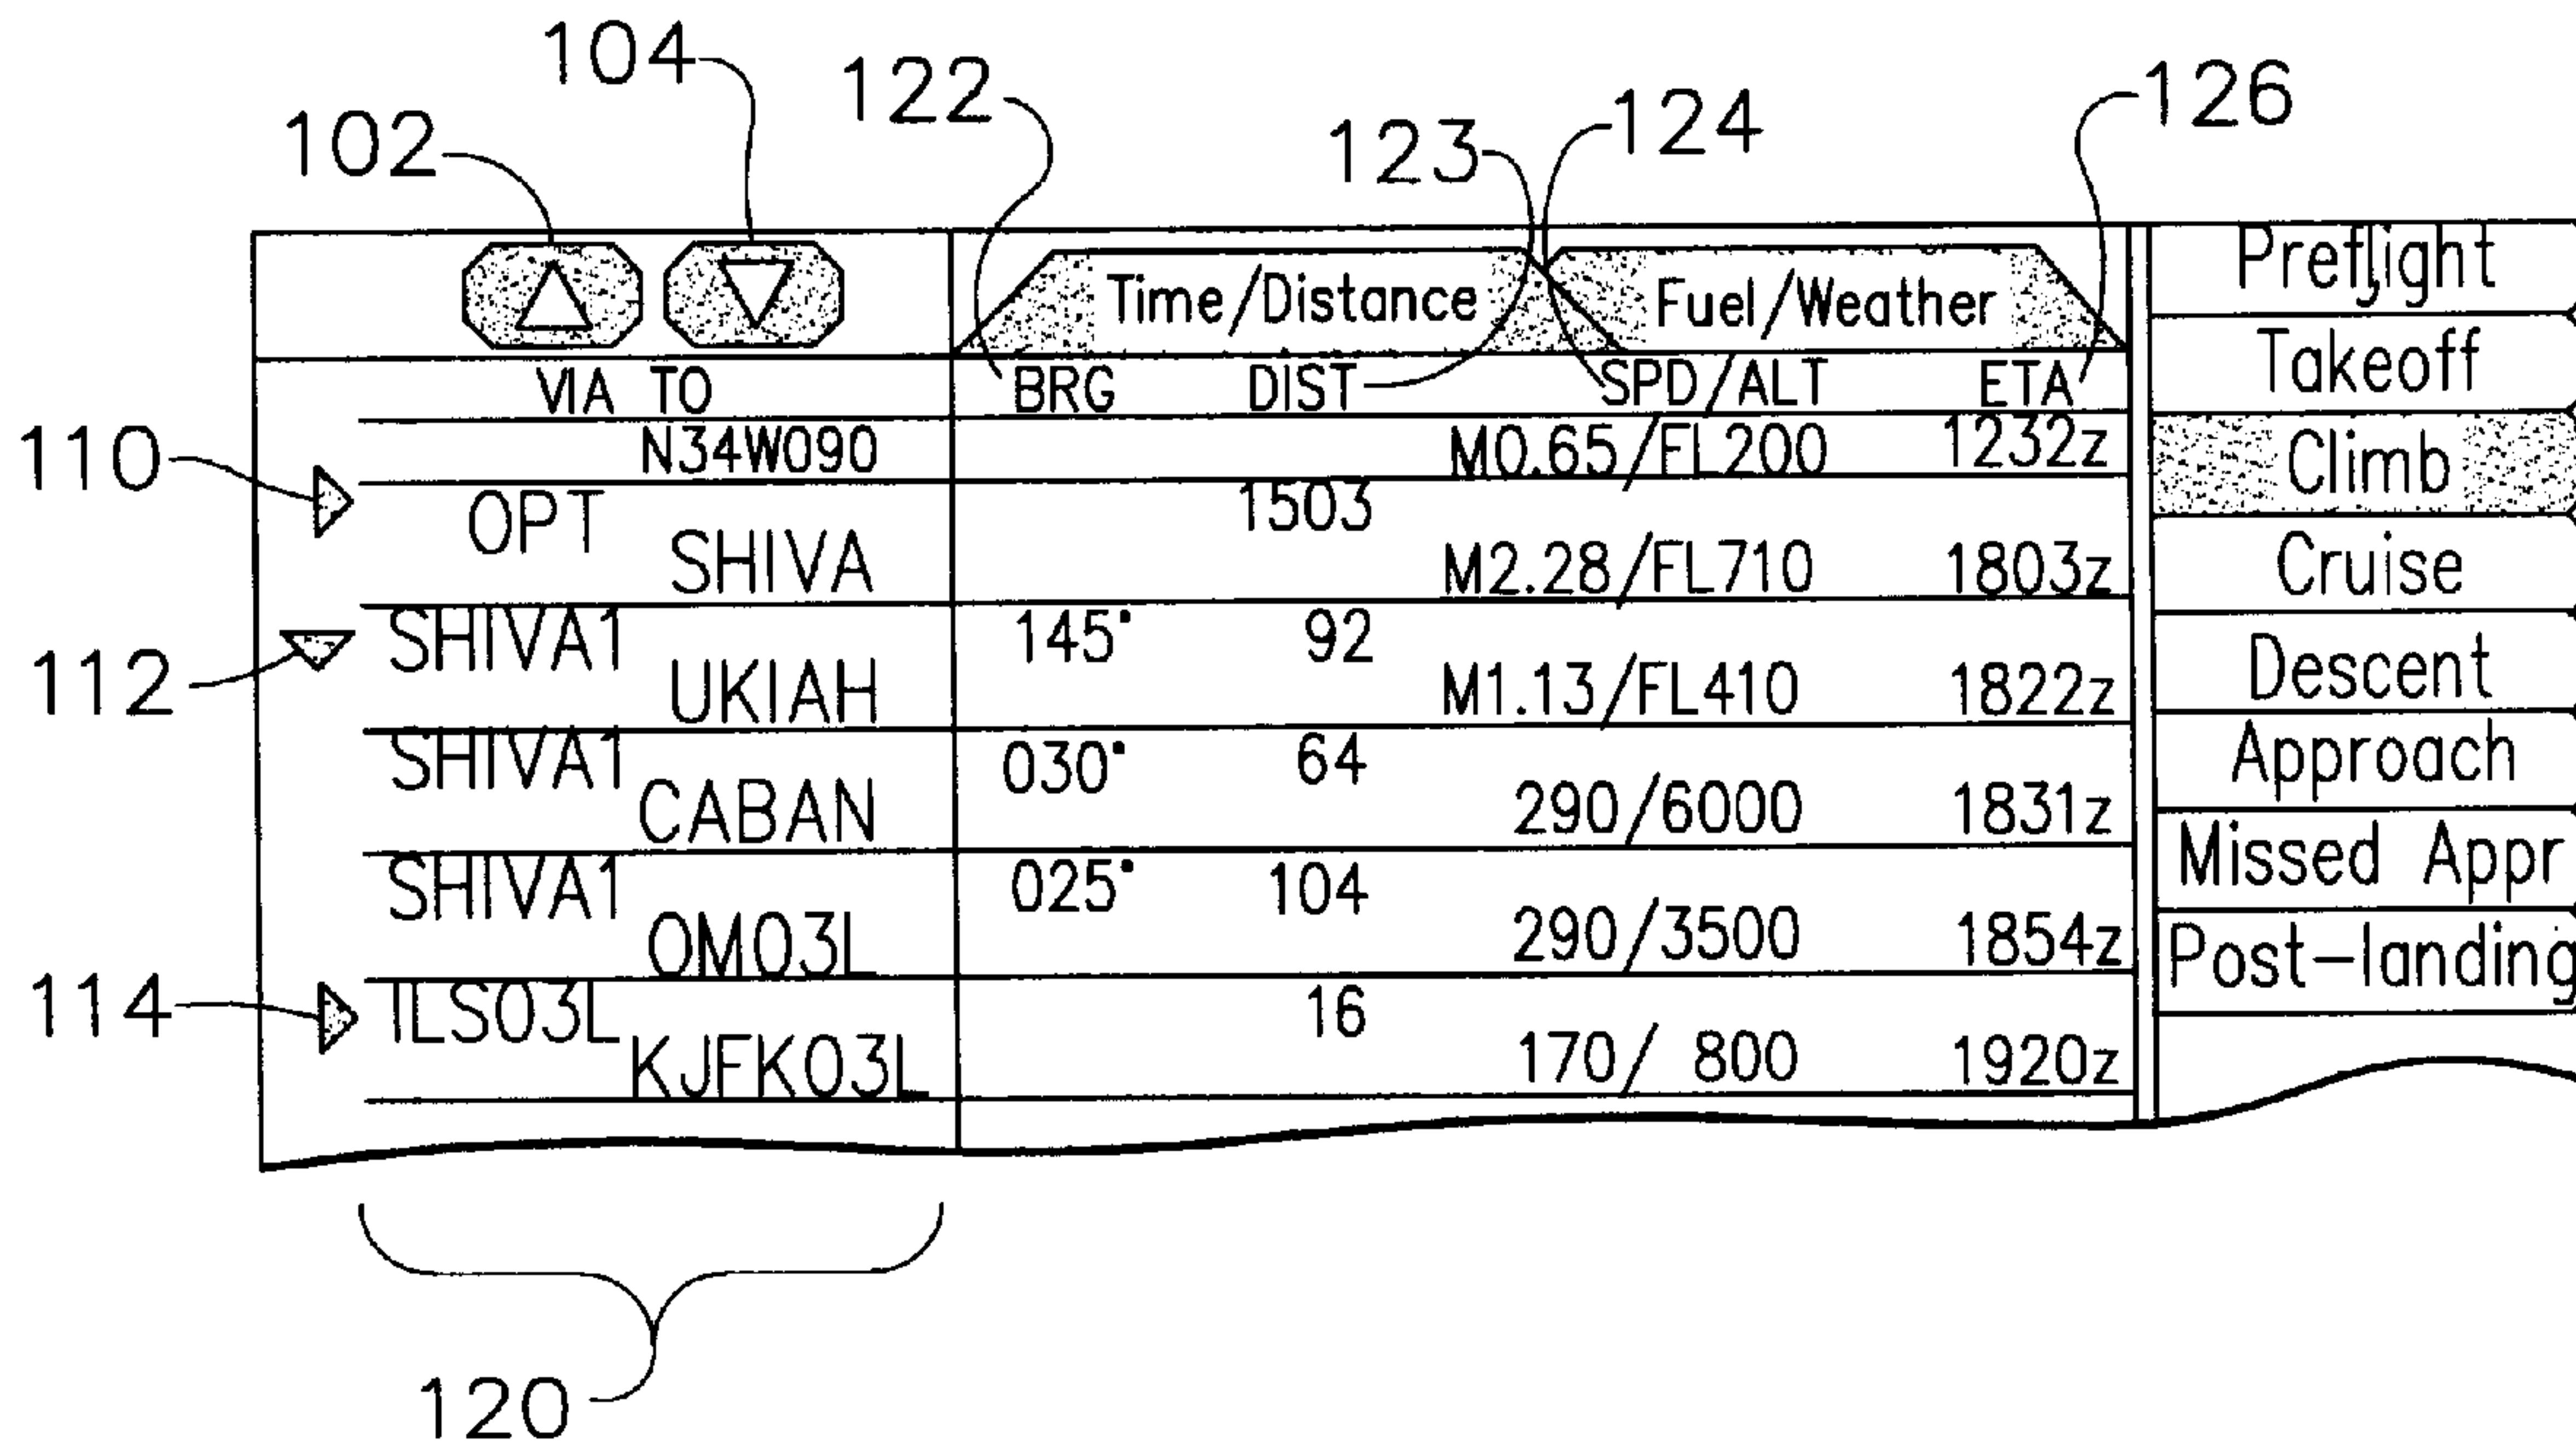 104
122
126
124
102
123
Preflight
Time/Distance
Fuel/Weather
Takeoff
VIA TO
BRG
DIST
SPD/ALT
ETA
110
N34W090
M0.65/FL200
1232z
Climb
OPT
1503
SHIVA
M2.28/FL710
1803z
Cruise
112
SHIVA1
145°
92
UKIAH
M1.13/FL410
1822z
Descent
SHIVA1
030°
64
CABAN
290/6000
1831z
Approach
SHIVA1
025°
104
Missed Appr
OM03L
290/3500
1854z
Post-landing
114
ILS03L
16
KJFK03L
170/ 800
1920z
120